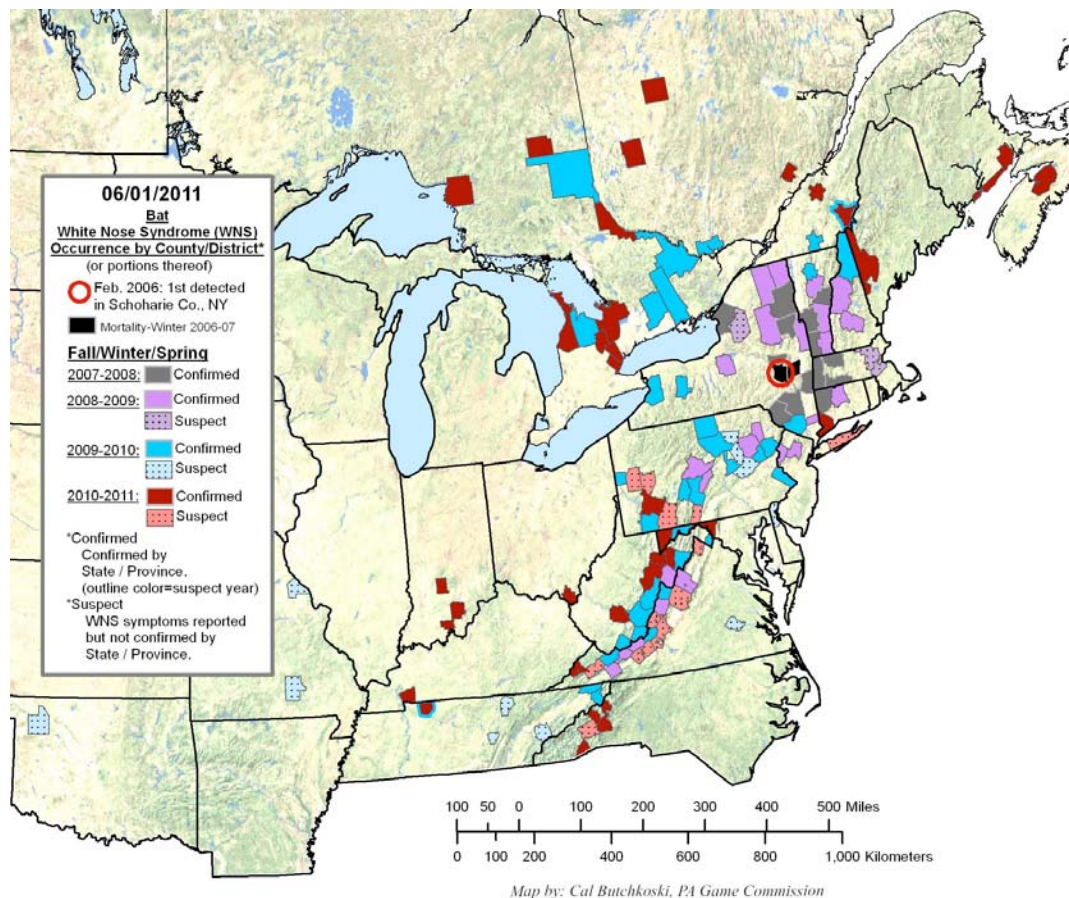 06/01/2011
Bat
White Nose Syndrome (WNS)
Occurrence by County/District*
(or portions thereof)
Feb. 2006: 1st detected
in Schoharie Co., NY
Mortality-Winter 2006-07
Fall/Winter/Spring
2007-2008: Confirmed
2008-2009: Confirmed
Suspect
2009-2010: Confirmed
Suspect
2010-2011: Confirmed
Suspect
*Confirmed
Confirmed by
State / Province.
(outline color=suspect year)
*Suspect
WNS symptoms reported
but not confirmed by
State / Province.
100 50 0 100 200 300 400 500 Miles
0 100 200 400 600 800 1,000 Kilometers
Map by: Cal Butchkoski, PA Game Commission